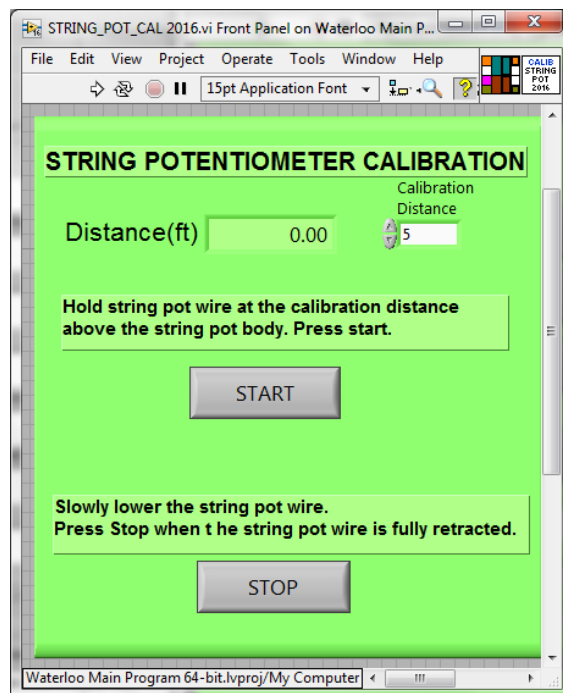 STRING_POT_CAL 2016.vi Front Panel on Waterloo Main P...
File Edit View Project Operate Tools Window Help
CALIB
STRING
POT
2016
15pt Application Font
STRING POTENTIOMETER CALIBRATION
Calibration
Distance
Distance(ft) 0.00 5
Hold string pot wire at the calibration distance
above the string pot body. Press start.
START
Slowly lower the string pot wire.
Press Stop when t he string pot wire is fully retracted.
STOP
Waterloo Main Program 64-bit.lvproj/My Computer